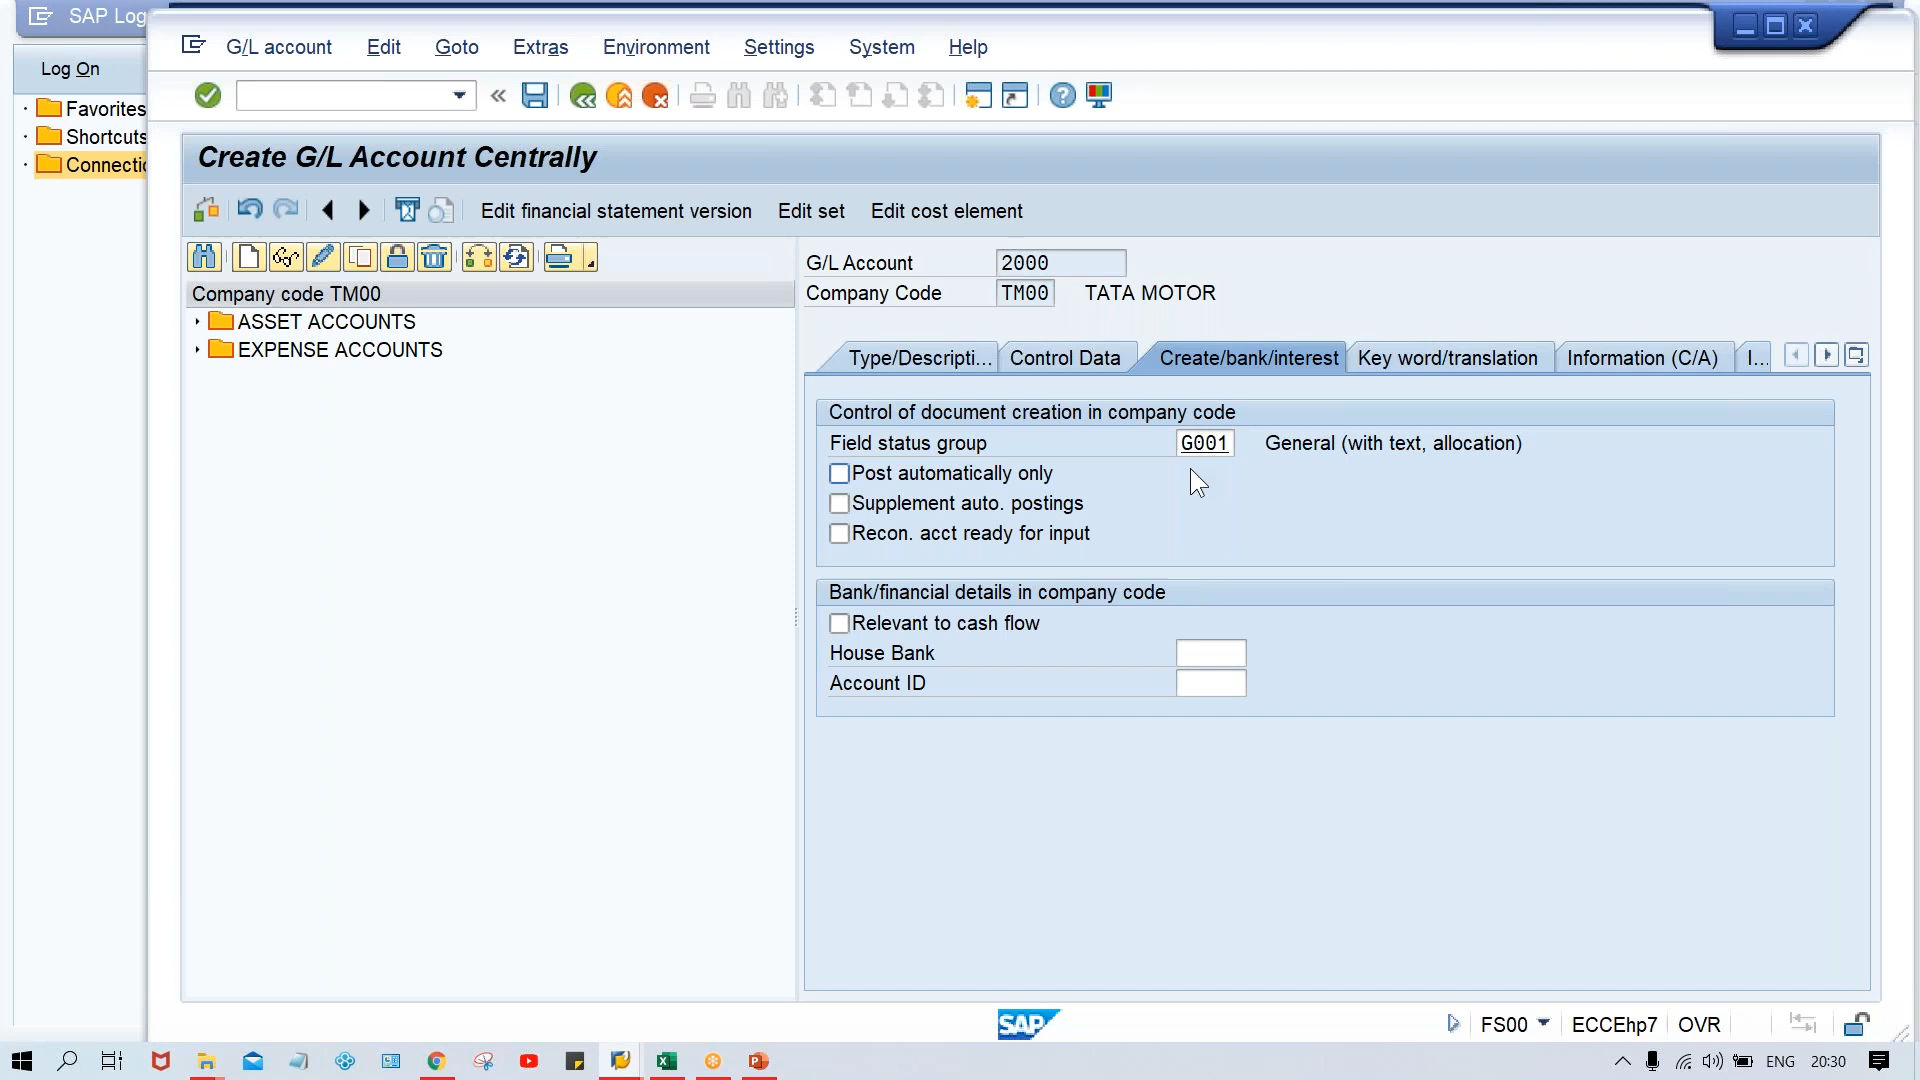 SAP Log
Log On
Favorites
Shortcuts
Connectio
G/L account Edit Goto Extras Environment Settings System Help
Create G/L Account Centrally
Edit financial statement version Edit set Edit cost element
Company code TM00
ASSET ACCOUNTS
EXPENSE ACCOUNTS
G/L Account 2000
Company Code TM00 TATA MOTOR
Type/Descripti... Control Data Create/bank/interest Key word/translation Information (C/A) I...
Control of document creation in company code
Field status group G001 General (with text, allocation)
Post automatically only
Supplement auto. postings
Recon. acct ready for input
Bank/financial details in company code
Relevant to cash flow
House Bank
Account ID
SAP FS00 ECCEhp7 OVR
ENG 20:30